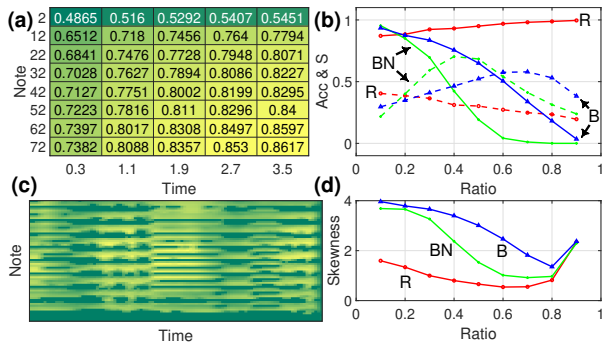 (a)
2 0.4865 0.516 0.5292 0.5407 0.5451
12 0.6512 0.718 0.7456 0.764 0.7794
22 0.6841 0.7476 0.7728 0.7948 0.8071
32 0.7028 0.7627 0.7894 0.8086 0.8227
42 0.7127 0.7751 0.8002 0.8199 0.8295
52 0.7223 0.7816 0.811 0.8296 0.84
62 0.7397 0.8017 0.8308 0.8497 0.8597
72 0.7382 0.8088 0.8357 0.853 0.8617
0.3 1.1 1.9 2.7 3.5
Note
Time
(b)
Acc & S
1
0.5
0
R
BN
R
B
0 0.2 0.4 0.6 0.8 1
Ratio
(c)
Note
Time
(d)
Skewness
4
2
0
BN
B
R
0 0.2 0.4 0.6 0.8 1
Ratio